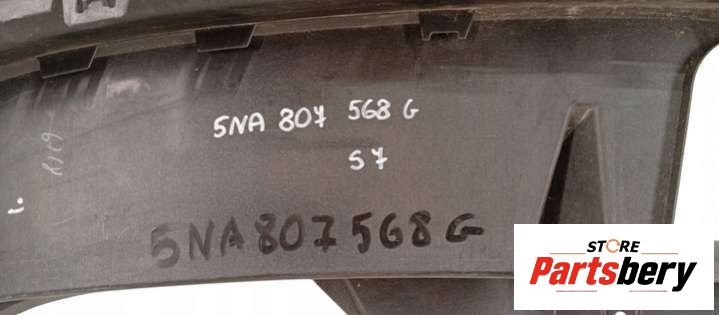 5NA 807 568 G
S7
5NA807568G
STORE
Partsbery